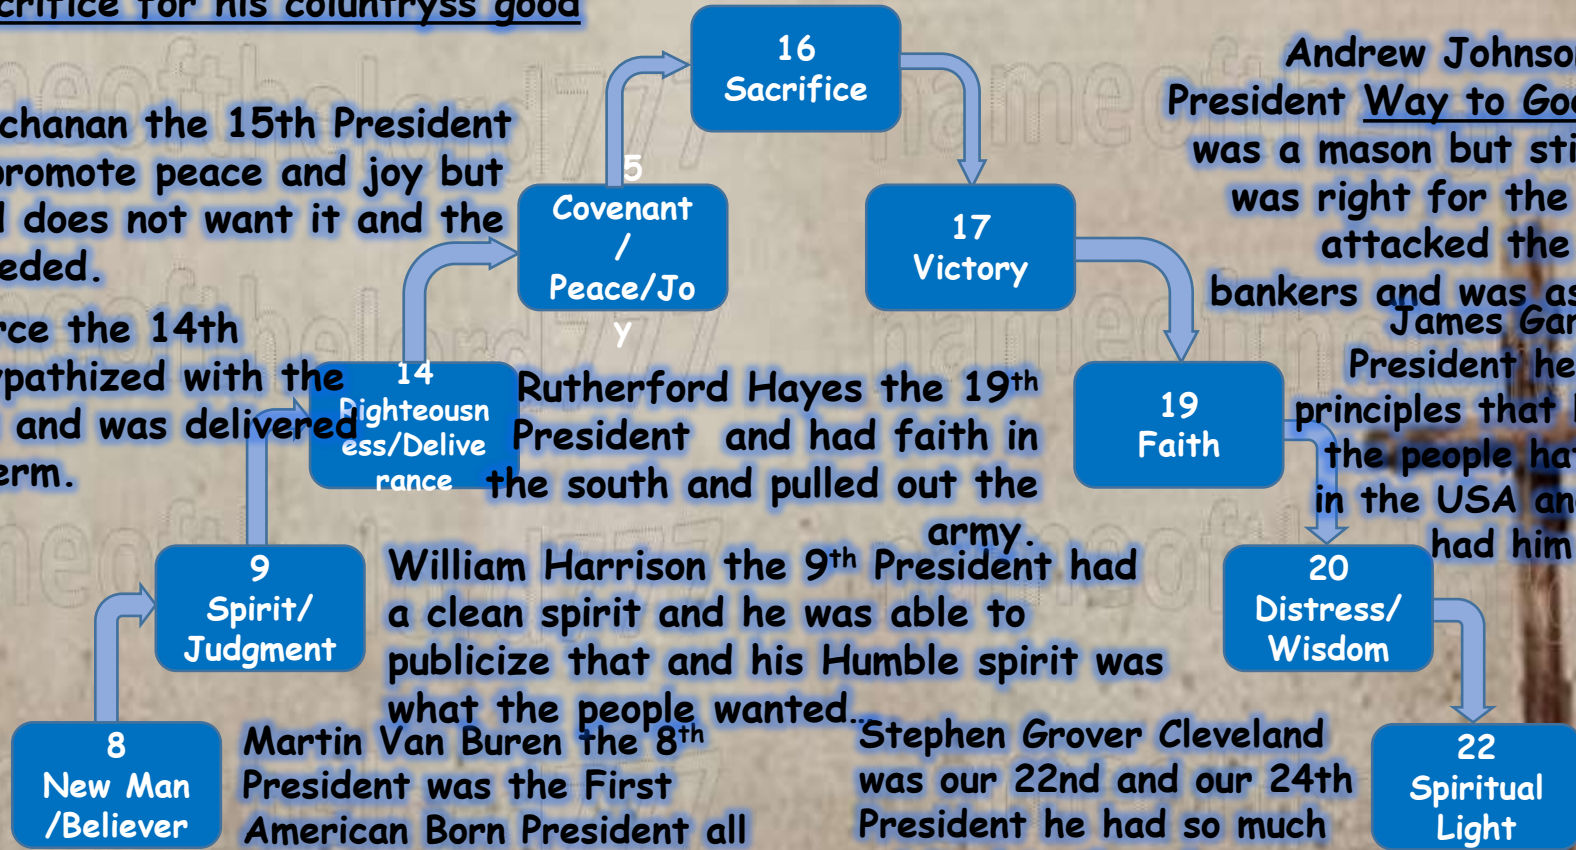 crifice for his coluntryss good
16
Sacrifice
Andrew Johnson
President Way to God
was a mason but sti
was right for the
attacked the
bankers and was as
chanan the 15th President
promote peace and joy but
d does not want it and the
eded.
5
Covenant
/
Peace/Jo
y
17
Victory
rce the 14th
ypathized with the
and was delivered
erm.
14
Righteousn
ess/Delive
rance
Rutherford Hayes the 19th
President and had faith in
the south and pulled out the
army.
19
Faith
James Gar
President he
principles that
the people hat
in the USA an
had him
9
Spirit/
Judgment
William Harrison the 9th President had
a clean spirit and he was able to
publicize that and his Humble spirit was
what the people wanted…
20
Distress/
Wisdom
8
New Man
/Believer
Martin Van Buren the 8th
President was the First
American Born President all
Stephen Grover Cleveland
was our 22nd and our 24th
President he had so much
22
Spiritual
Light
nameofthelord777